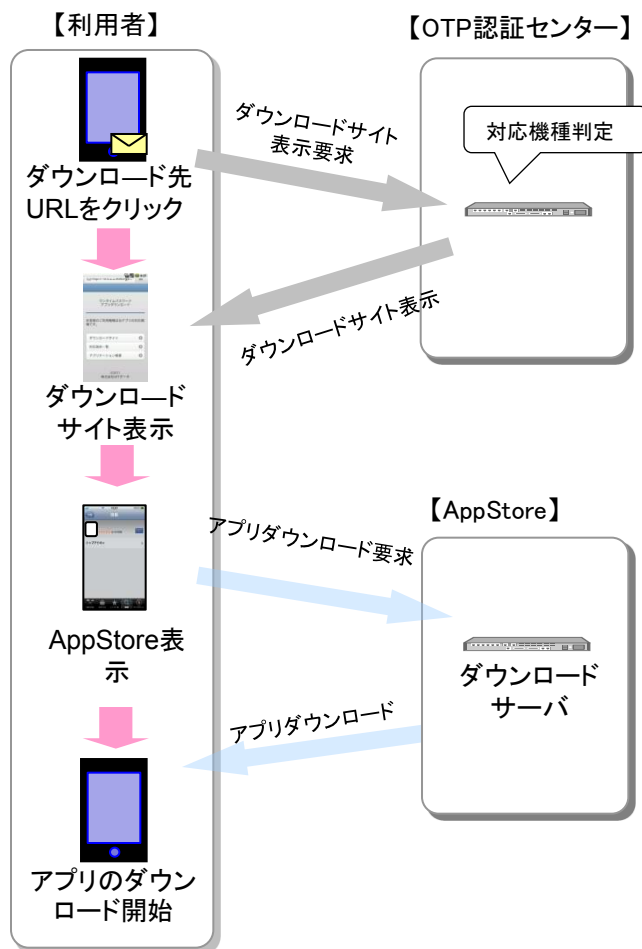 【利用者】
【OTP認証センター】
対応機種判定
ダウンロードサイト
表示要求
ダウンロ―ド先
URLをクリック
ダウンロードサイト表示
ダウンロ―ド
サイト表示
【AppStore】
アプリダウンロード要求
AppStore表
示
ダウンロード
サーバ
アプリダウンロード
アプリのダウン
ロード開始